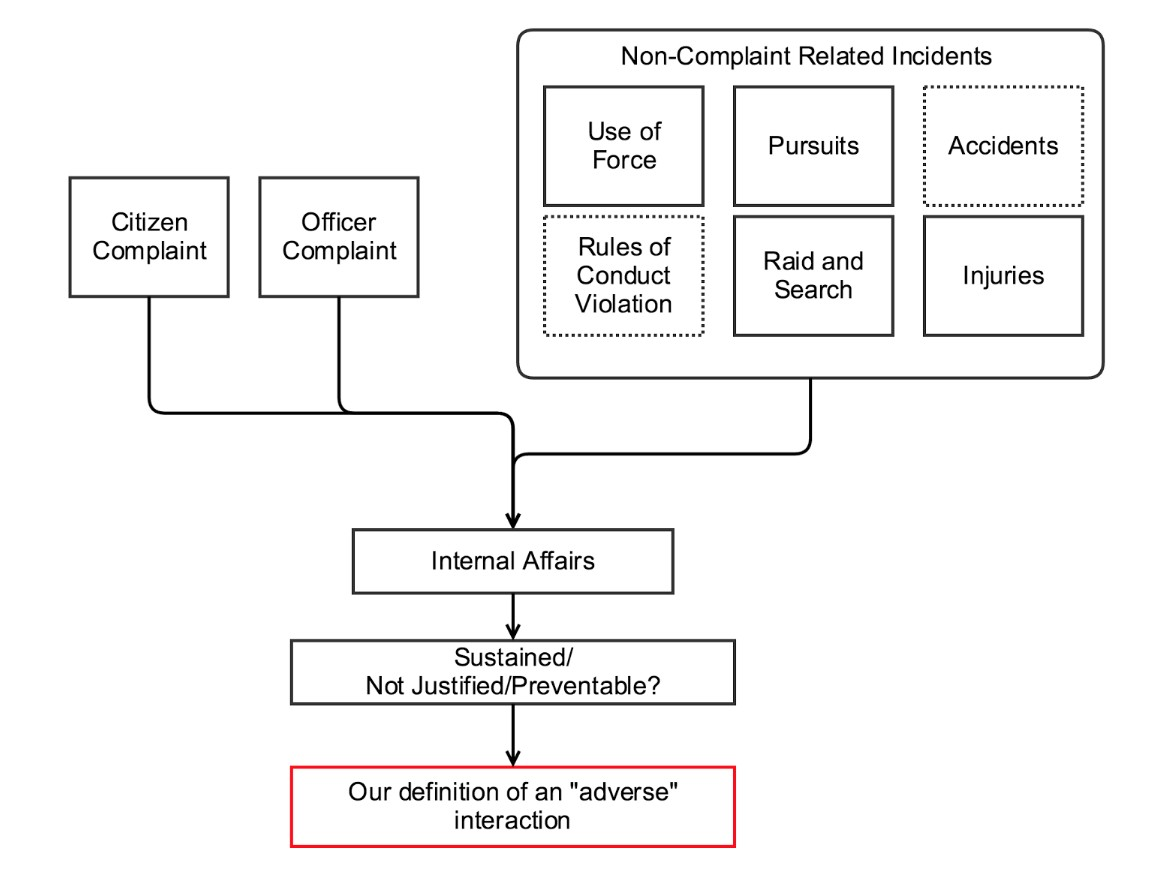 Non-Complaint Related Incidents
Use of
Force
Pursuits
Accidents
Citizen
Complaint
Officer
Complaint
Rules of
Conduct
Violation
Raid and
Search
Injuries
Internal Affairs
Sustained/
Not Justified/Preventable?
Our definition of an "adverse"
interaction